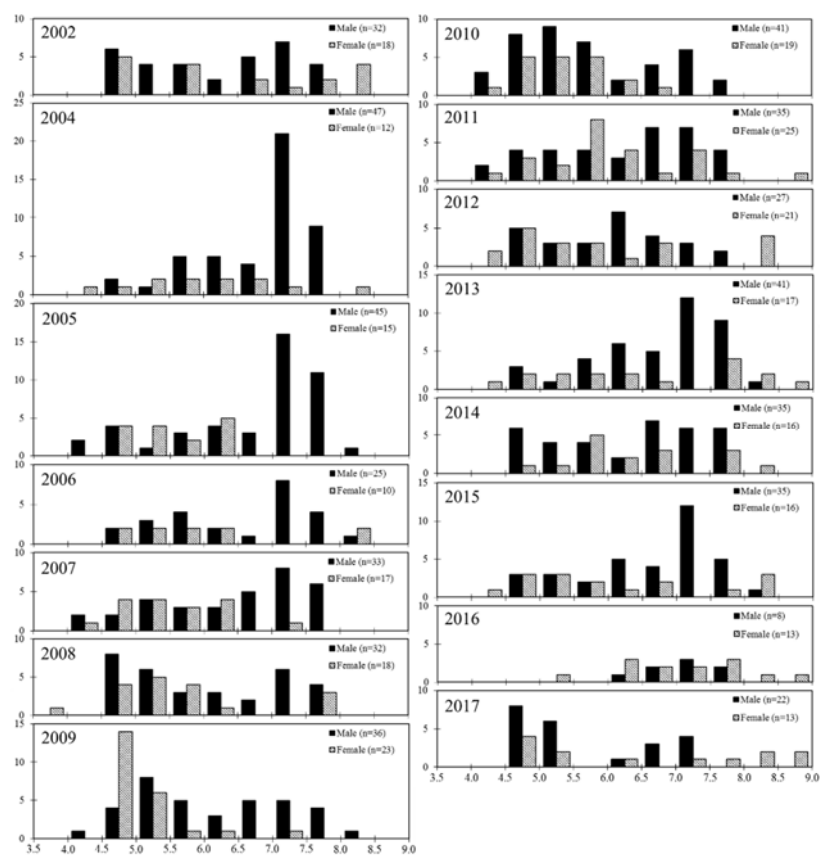 10
5
0
2002
Male (n=32)
Female (n=18)
25
20
15
10
5
0
2004
Male (n=47)
Female (n=12)
20
15
10
5
0
2005
Male (n=45)
Female (n=15)
10
5
0
2006
Male (n=25)
Female (n=10)
10
5
0
2007
Male (n=33)
Female (n=17)
10
5
0
2008
Male (n=32)
Female (n=18)
15
10
5
0
2009
Male (n=36)
Female (n=23)
3.5 4.0 4.5 5.0 5.5 6.0 6.5 7.0 7.5 8.0 8.5 9.0
10
5
0
2010
Male (n=41)
Female (n=19)
10
5
0
2011
Male (n=35)
Female (n=25)
10
5
0
2012
Male (n=27)
Female (n=21)
15
10
5
0
2013
Male (n=41)
Female (n=17)
10
5
0
2014
Male (n=35)
Female (n=16)
15
10
5
0
2015
Male (n=35)
Female (n=16)
10
5
0
2016
Male (n=8)
Female (n=13)
10
5
0
2017
Male (n=22)
Female (n=13)
3.5 4.0 4.5 5.0 5.5 6.0 6.5 7.0 7.5 8.0 8.5 9.0